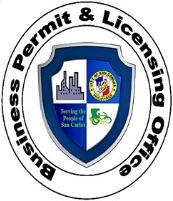 Business Permit & Licensing Office
Serving the
People of
San Carlos